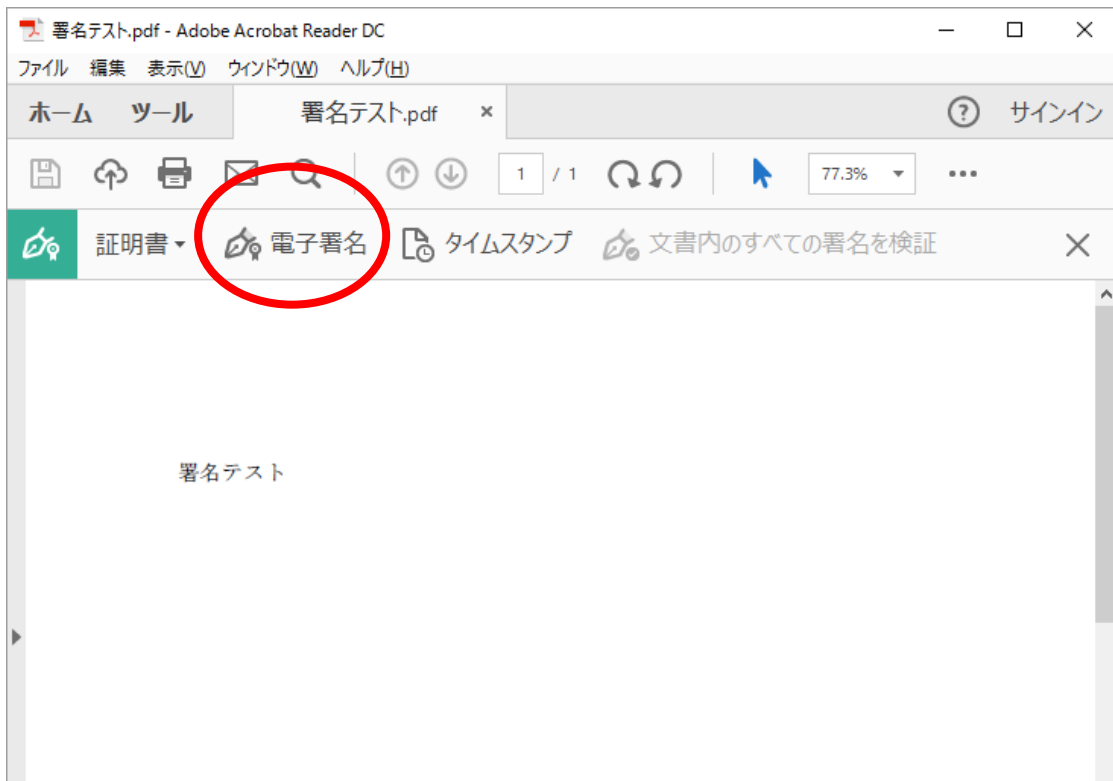 署名テスト.pdf - Adobe Acrobat Reader DC
ファイル 編集 表示(V) ウィンドウ(W) ヘルプ(H)
ホーム ツール 署名テスト.pdf × ? サインイン
1 / 1 77.3%
証明書 電子署名 タイムスタンプ 文書内のすべての署名を検証
署名テスト